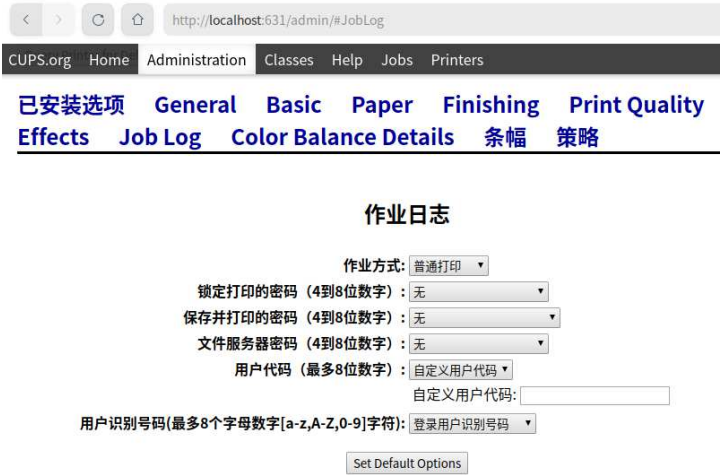 http://localhost:631/admin/#JobLog
CUPS.org Home Administration Classes Help Jobs Printers
已安装选项 General Basic Paper Finishing Print Quality
Effects Job Log Color Balance Details 条幅 策略
作业日志
作业方式: 普通打印
锁定打印的密码（4到8位数字）: 无
保存并打印的密码（4到8位数字）: 无
文件服务器密码（4到8位数字）: 无
用户代码（最多8位数字）: 自定义用户代码
自定义用户代码:
用户识别号码(最多8个字母数字[a-z,A-Z,0-9]字符): 登录用户识别号码
Set Default Options